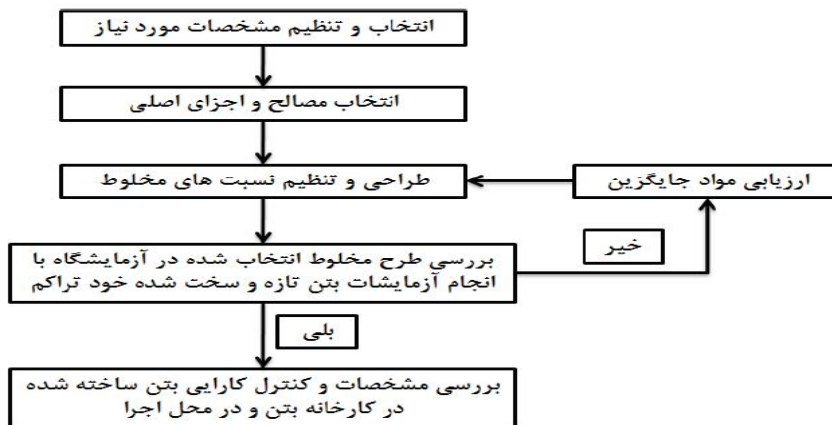 انتخاب و تنظیم مشخصات مورد نیاز
انتخاب مصالح و اجزای اصلی
طراحی و تنظیم نسبت های مخلوط
ارزیابی مواد جایگزین
بررسی طرح مخلوط انتخاب شده در آزمایشگاه با
انجام آزمایشات بتن تازه و سخت شده خود تراکم
خیر
بلی
بررسی مشخصات و کنترل کارایی بتن ساخته شده
در کارخانه بتن و در محل اجرا